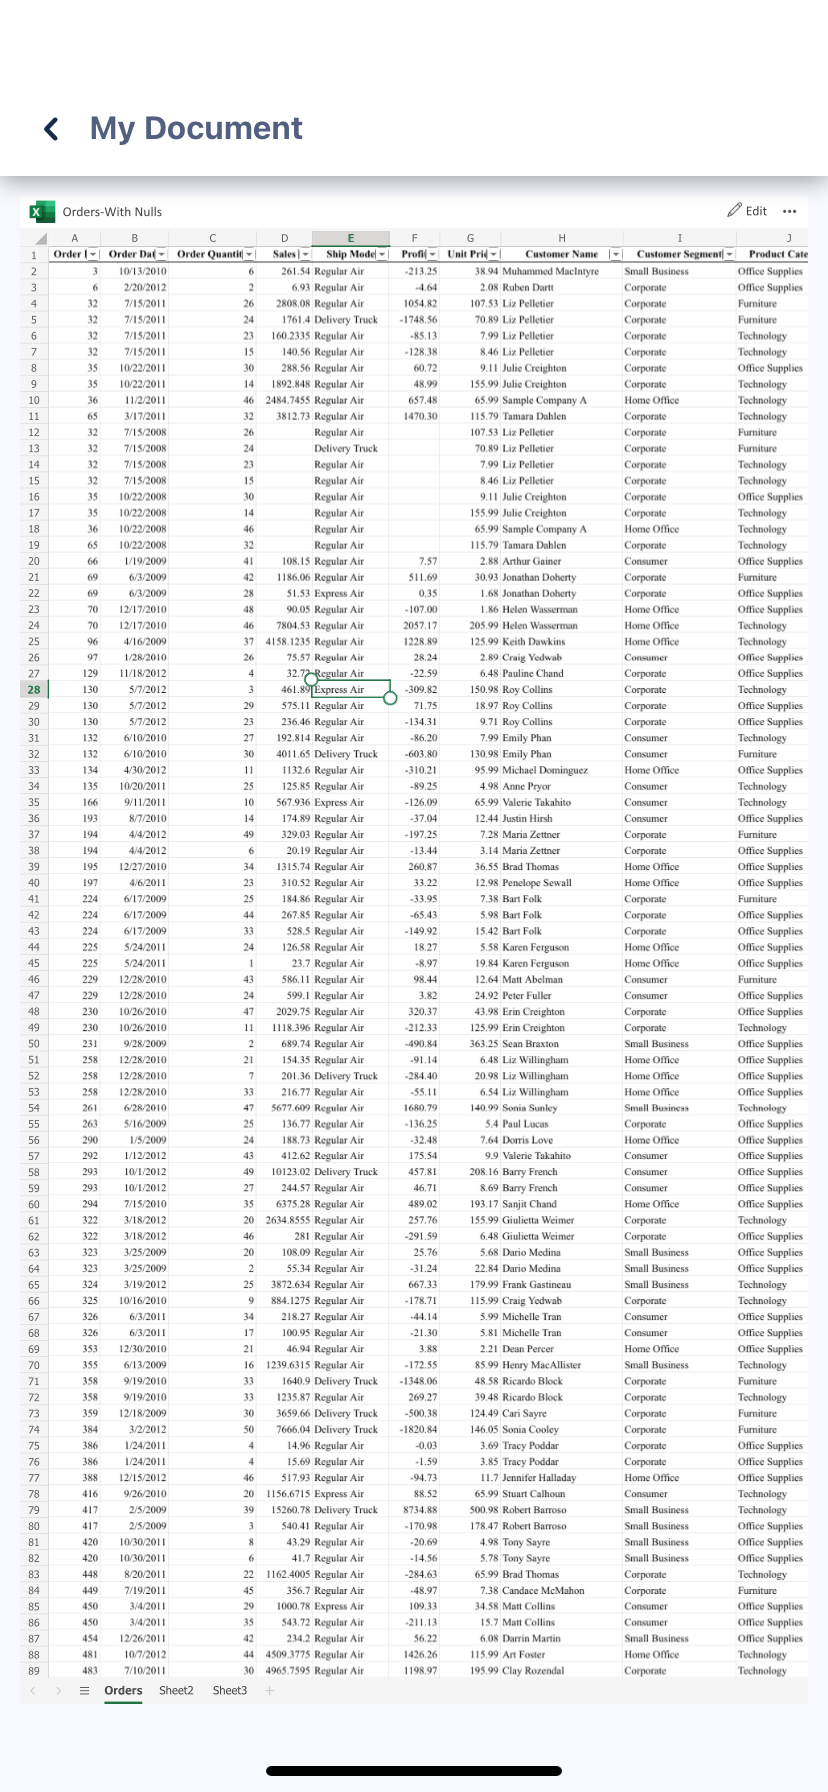 My Document
Orders-With Nulls Edit
A B C D E F G H I J
1 Order I Order Dat Order Quantit Sales Ship Mode Profi Unit Pric Customer Name Customer Segment Product Cate
2 3 10/13/2010 6 261.54 Regular Air -213.25 38.94 Muhammed MacIntyre Small Business Office Supplies
3 6 2/20/2012 2 6.93 Regular Air -4.64 2.08 Ruben Dartt Corporate Office Supplies
4 32 7/15/2011 26 2808.08 Regular Air 1054.82 107.53 Liz Pelletier Corporate Furniture
5 32 7/15/2011 24 1761.4 Delivery Truck -1748.56 70.89 Liz Pelletier Corporate Furniture
6 32 7/15/2011 23 160.2335 Regular Air -85.13 7.99 Liz Pelletier Corporate Technology
7 32 7/15/2011 15 140.56 Regular Air -128.38 8.46 Liz Pelletier Corporate Technology
8 35 10/22/2011 30 288.56 Regular Air 60.72 9.11 Julie Creighton Corporate Office Supplies
9 35 10/22/2011 14 1892.848 Regular Air 48.99 155.99 Julie Creighton Corporate Technology
10 36 11/2/2011 46 2484.7455 Regular Air 657.48 65.99 Sample Company A Home Office Technology
11 65 3/17/2011 32 3812.73 Regular Air 1470.30 115.79 Tamara Dahlen Corporate Technology
12 32 7/15/2008 26 Regular Air 107.53 Liz Pelletier Corporate Furniture
13 32 7/15/2008 24 Delivery Truck 70.89 Liz Pelletier Corporate Furniture
14 32 7/15/2008 23 Regular Air 7.99 Liz Pelletier Corporate Technology
15 32 7/15/2008 15 Regular Air 8.46 Liz Pelletier Corporate Technology
16 35 10/22/2008 30 Regular Air 9.11 Julie Creighton Corporate Office Supplies
17 35 10/22/2008 14 Regular Air 155.99 Julie Creighton Corporate Technology
18 36 10/22/2008 46 Regular Air 65.99 Sample Company A Home Office Technology
19 65 10/22/2008 32 Regular Air 115.79 Tamara Dahlen Corporate Technology
20 66 1/19/2009 41 108.15 Regular Air 7.57 2.88 Arthur Gainer Consumer Office Supplies
21 69 6/3/2009 42 1186.06 Regular Air 511.69 30.93 Jonathan Doherty Corporate Furniture
22 69 6/3/2009 28 51.53 Express Air 0.35 1.68 Jonathan Doherty Corporate Office Supplies
23 70 12/17/2010 48 90.05 Regular Air -107.00 1.86 Helen Wasserman Home Office Office Supplies
24 70 12/17/2010 46 7804.53 Regular Air 2057.17 205.99 Helen Wasserman Home Office Technology
25 96 4/16/2009 37 4158.1235 Regular Air 1228.89 125.99 Keith Dawkins Home Office Technology
26 97 1/28/2010 26 75.57 Regular Air 28.24 2.89 Craig Yedwab Consumer Office Supplies
27 129 11/18/2012 4 32.72 Regular Air -22.59 6.48 Pauline Chand Corporate Office Supplies
28 130 5/7/2012 3 461.89 Express Air -309.82 150.98 Roy Collins Corporate Technology
29 130 5/7/2012 29 575.11 Regular Air 71.75 18.97 Roy Collins Corporate Office Supplies
30 130 5/7/2012 23 236.46 Regular Air -134.31 9.71 Roy Collins Corporate Office Supplies
31 132 6/10/2010 27 192.814 Regular Air -86.20 7.99 Emily Phan Consumer Technology
32 132 6/10/2010 30 4011.65 Delivery Truck -603.80 130.98 Emily Phan Consumer Furniture
33 134 4/30/2012 11 1132.6 Regular Air -310.21 95.99 Michael Dominguez Home Office Office Supplies
34 135 10/20/2011 25 125.85 Regular Air -89.25 4.98 Anne Pryor Consumer Technology
35 166 9/11/2011 10 567.936 Express Air -126.09 65.99 Valerie Takahito Consumer Technology
36 193 8/7/2010 14 174.89 Regular Air -37.04 12.44 Justin Hirsh Consumer Office Supplies
37 194 4/4/2012 49 329.03 Regular Air -197.25 7.28 Maria Zettner Corporate Furniture
38 194 4/4/2012 6 20.19 Regular Air -13.44 3.14 Maria Zettner Corporate Office Supplies
39 195 12/27/2010 34 1315.74 Regular Air 260.87 36.55 Brad Thomas Home Office Office Supplies
40 197 4/6/2011 23 310.52 Regular Air 33.22 12.98 Penelope Sewall Home Office Office Supplies
41 224 6/17/2009 25 184.86 Regular Air -33.95 7.38 Bart Folk Corporate Furniture
42 224 6/17/2009 44 267.85 Regular Air -65.43 5.98 Bart Folk Corporate Office Supplies
43 224 6/17/2009 33 528.5 Regular Air -149.92 15.42 Bart Folk Corporate Office Supplies
44 225 5/24/2011 24 126.58 Regular Air 18.27 5.58 Karen Ferguson Home Office Office Supplies
45 225 5/24/2011 1 23.7 Regular Air -8.97 19.84 Karen Ferguson Home Office Office Supplies
46 229 12/28/2010 43 586.11 Regular Air 98.44 12.64 Matt Abelman Consumer Furniture
47 229 12/28/2010 24 599.1 Regular Air 3.82 24.92 Peter Fuller Consumer Office Supplies
48 230 10/26/2010 47 2029.75 Regular Air 320.37 43.98 Erin Creighton Corporate Office Supplies
49 230 10/26/2010 11 1118.396 Regular Air -212.33 125.99 Erin Creighton Corporate Technology
50 231 9/28/2009 2 689.74 Regular Air -490.84 363.25 Sean Braxton Small Business Office Supplies
51 258 12/28/2010 21 154.35 Regular Air -91.14 6.48 Liz Willingham Home Office Office Supplies
52 258 12/28/2010 7 201.36 Delivery Truck -284.40 20.98 Liz Willingham Home Office Office Supplies
53 258 12/28/2010 33 216.77 Regular Air -55.11 6.54 Liz Willingham Home Office Office Supplies
54 261 6/28/2010 47 5677.609 Regular Air 1680.79 140.99 Sonia Sunley Small Business Technology
55 263 5/16/2009 25 136.77 Regular Air -136.25 5.4 Paul Lucas Corporate Office Supplies
56 290 1/5/2009 24 188.73 Regular Air -32.48 7.64 Dorris Love Home Office Office Supplies
57 292 1/12/2012 43 412.62 Regular Air 175.54 9.9 Valerie Takahito Consumer Office Supplies
58 293 10/1/2012 49 10123.02 Delivery Truck 457.81 208.16 Barry French Consumer Office Supplies
59 293 10/1/2012 27 244.57 Regular Air 46.71 8.69 Barry French Consumer Office Supplies
60 294 7/15/2010 35 6375.28 Regular Air 489.02 193.17 Sanjit Chand Home Office Office Supplies
61 322 3/18/2012 20 2634.8555 Regular Air 257.76 155.99 Giulietta Weimer Corporate Technology
62 322 3/18/2012 46 281 Regular Air -291.59 6.48 Giulietta Weimer Corporate Office Supplies
63 323 3/25/2009 20 108.09 Regular Air 25.76 5.68 Dario Medina Small Business Office Supplies
64 323 3/25/2009 2 55.34 Regular Air -31.24 22.84 Dario Medina Small Business Office Supplies
65 324 3/19/2012 25 3872.634 Regular Air 667.33 179.99 Frank Gastineau Small Business Technology
66 325 10/16/2010 9 884.1275 Regular Air -178.71 115.99 Craig Yedwab Corporate Technology
67 326 6/3/2011 34 218.27 Regular Air -44.14 5.99 Michelle Tran Consumer Office Supplies
68 326 6/3/2011 17 100.95 Regular Air -21.30 5.81 Michelle Tran Consumer Office Supplies
69 353 12/30/2010 21 46.94 Regular Air 3.88 2.21 Dean Percer Home Office Office Supplies
70 355 6/13/2009 16 1239.6315 Regular Air -172.55 85.99 Henry MacAllister Small Business Technology
71 358 9/19/2010 33 1640.9 Delivery Truck -1348.06 48.58 Ricardo Block Corporate Furniture
72 358 9/19/2010 33 1235.87 Regular Air 269.27 39.48 Ricardo Block Corporate Technology
73 359 12/18/2009 30 3659.66 Delivery Truck -500.38 124.49 Cari Sayre Corporate Furniture
74 384 3/2/2012 50 7666.04 Delivery Truck -1820.84 146.05 Sonia Cooley Corporate Furniture
75 386 1/24/2011 4 14.96 Regular Air -0.03 3.69 Tracy Poddar Corporate Office Supplies
76 386 1/24/2011 4 15.69 Regular Air -1.59 3.85 Tracy Poddar Corporate Office Supplies
77 388 12/15/2012 46 517.93 Regular Air -94.73 11.7 Jennifer Halladay Home Office Office Supplies
78 416 9/26/2010 20 1156.6715 Express Air 88.52 65.99 Stuart Calhoun Consumer Technology
79 417 2/5/2009 39 15260.78 Delivery Truck 8734.88 500.98 Robert Barroso Small Business Technology
80 417 2/5/2009 3 540.41 Regular Air -170.98 178.47 Robert Barroso Small Business Office Supplies
81 420 10/30/2011 8 43.29 Regular Air -20.69 4.98 Tony Sayre Small Business Office Supplies
82 420 10/30/2011 6 41.7 Regular Air -14.56 5.78 Tony Sayre Small Business Office Supplies
83 448 8/20/2011 22 1162.4005 Regular Air -284.63 65.99 Brad Thomas Corporate Technology
84 449 7/19/2011 45 356.7 Regular Air -48.97 7.38 Candace McMahon Corporate Furniture
85 450 3/4/2011 29 1000.78 Express Air 109.33 34.58 Matt Collins Consumer Office Supplies
86 450 3/4/2011 35 543.72 Regular Air -211.13 15.7 Matt Collins Consumer Office Supplies
87 454 12/26/2011 42 234.2 Regular Air 56.22 6.08 Darrin Martin Small Business Office Supplies
88 481 10/7/2012 44 4509.3775 Regular Air 1426.26 115.99 Art Foster Home Office Technology
89 483 7/10/2011 30 4965.7595 Regular Air 1198.97 195.99 Clay Rozendal Corporate Technology
Orders Sheet2 Sheet3